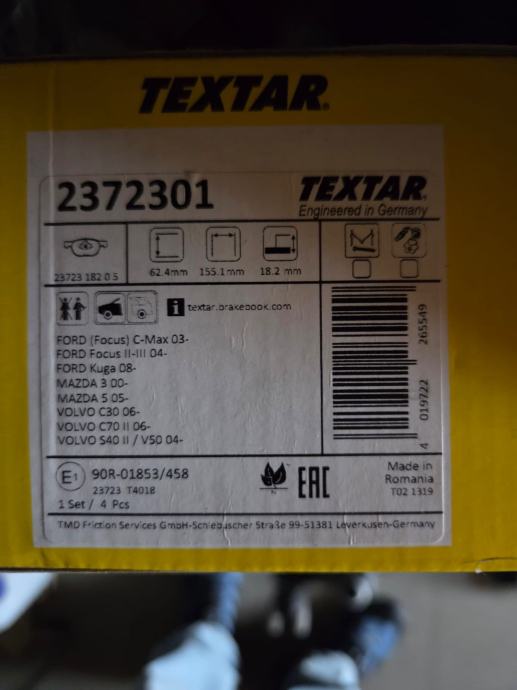 TEXTAR®
2372301
TEXTAR®
Engineered in Germany
23723 182 0 5
62.4mm
155.1mm
18.2 mm
i textar.brakebook.com
FORD (Focus) C-Max 03-
FORD Focus II-III 04-
FORD Kuga 08-
MAZDA 3 00-
MAZDA 5 05-
VOLVO C30 06-
VOLVO C70 II 06-
VOLVO S40 II / V50 04-
4 019722 265549
E1 90R-01853/458
23723 T4018
1 Set / 4 Pcs
EAC
Made in
Romania
T02 1319
TMD Friction Services GmbH-Schlebuscher Straße 99-51381 Leverkusen-Germany